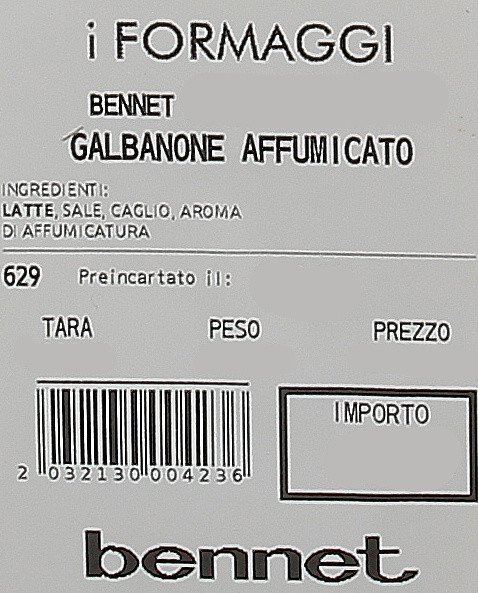 i FORMAGGI
BENNET
GALBANONE AFFUMICATO
INGREDIENTI:
LATTE, SALE, CAGLIO, AROMA
DI AFFUMICATURA
629 Preincartato il:
TARA PESO PREZZO
IMPORTO
2 032130 004236
bennet